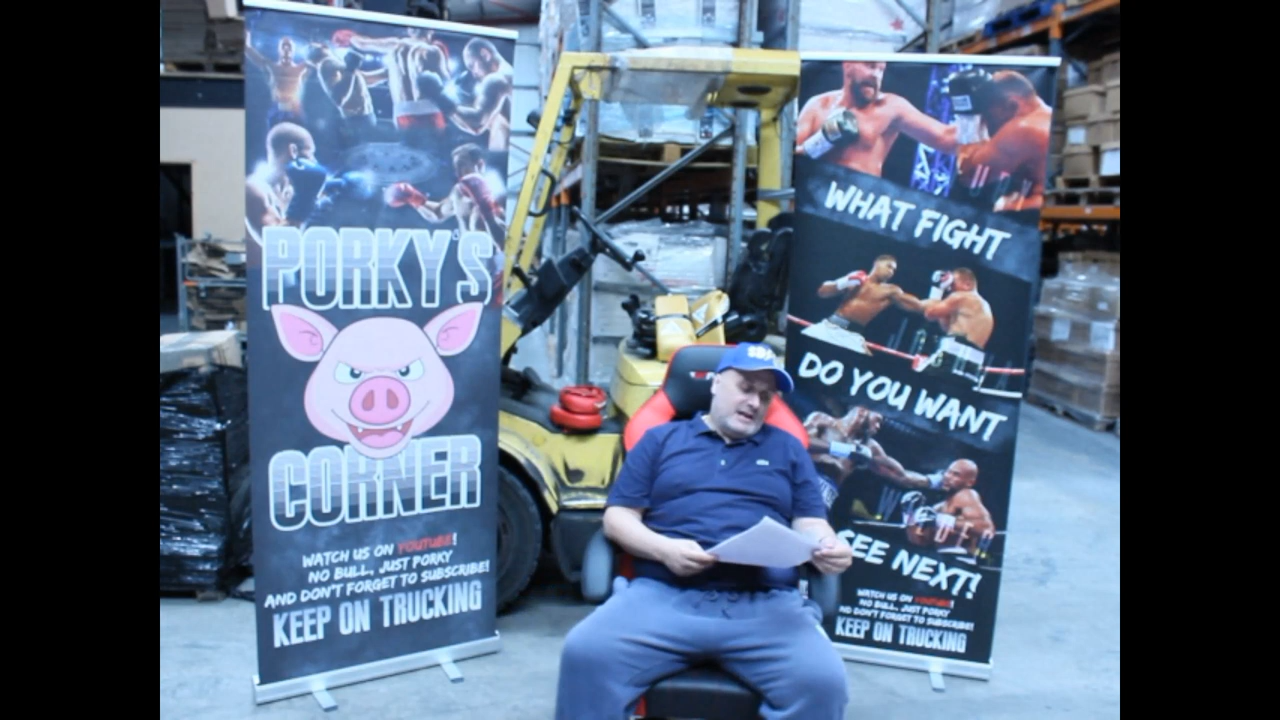 PORKY'S
CORNER
WATCH US ON YOUTUBE!
NO BULL, JUST PORKY
AND DON'T FORGET TO SUBSCRIBE!
KEEP ON TRUCKING
WHAT FIGHT
DO YOU WANT
SEE NEXT!
WATCH US ON YOUTUBE!
NO BULL, JUST PORKY
AND DON'T FORGET TO SUBSCRIBE!
KEEP ON TRUCKING